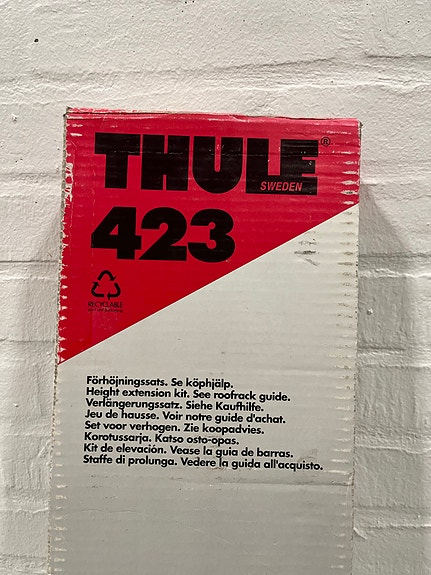 THULE®
SWEDEN
423
RECYCLABLE
Förhöjningssats. Se köphjälp.
Height extension kit. See roofrack guide.
Verlängerungssatz. Siehe Kaufhilfe.
Jeu de hausse. Voir notre guide d'achat.
Set voor verhogen. Zie koopadvies.
Korotussarja. Katso osto-opas.
Kit de elevación. Vease la guia de barras.
Staffe di prolunga. Vedere la guida all'acquisto.